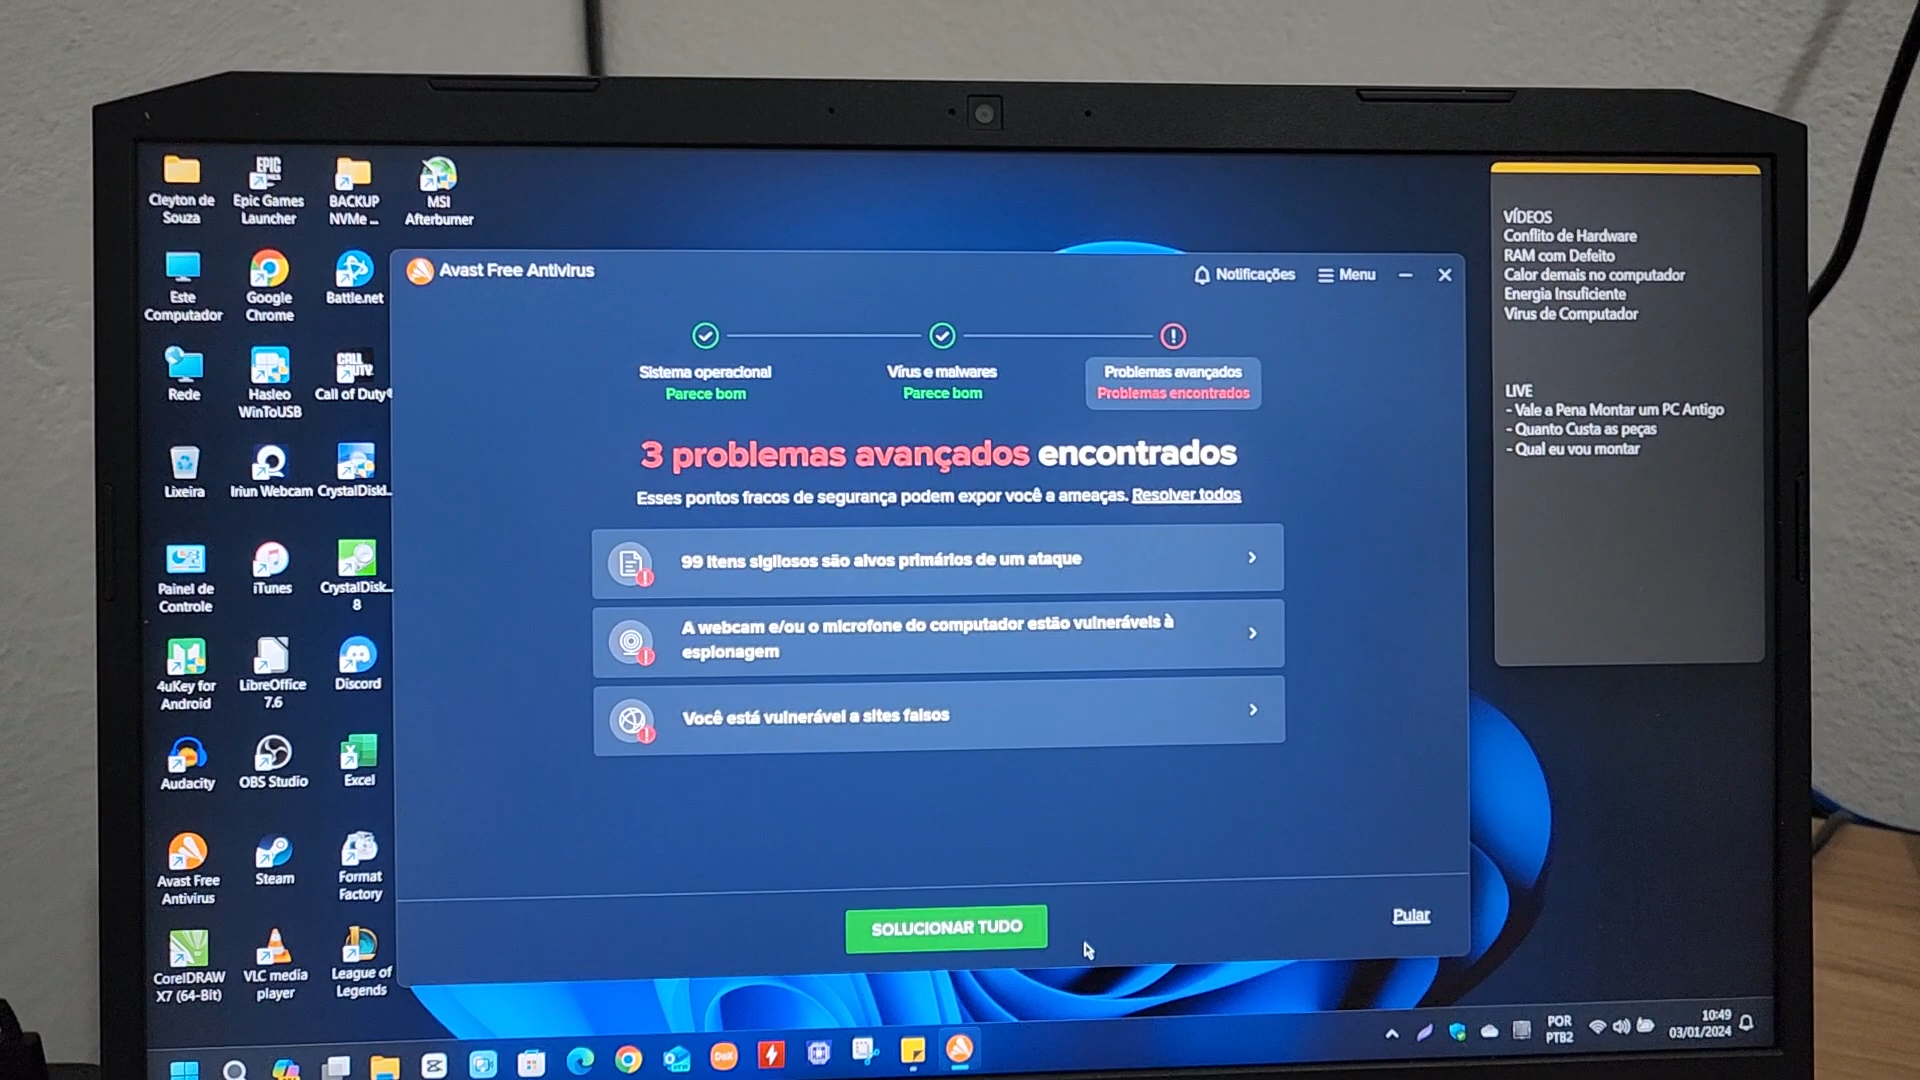 Cleyton de
Souza
EPIC
GAMES
Epic Games
Launcher
BACKUP
NVMe ...
MSI
Afterburner
Este
Computador
Google
Chrome
Battle.net
Rede
Hasleo
WinToUSB
CALL
DUTY
Call of Duty®
Lixeira
Iriun Webcam
CrystalDiskI...
Painel de
Controle
iTunes
CrystalDisk...
8
4uKey for
Android
LibreOffice
7.6
Discord
Audacity
OBS Studio
Excel
Avast Free
Antivirus
Steam
Format
Factory
CorelDRAW
X7 (64-Bit)
VLC media
player
League of
Legends
Avast Free Antivirus
Notificações
Menu
Sistema operacional
Parece bom
Vírus e malwares
Parece bom
Problemas avançados
Problemas encontrados
3 problemas avançados encontrados
Esses pontos fracos de segurança podem expor você a ameaças. Resolver todos
99 itens sigilosos são alvos primários de um ataque
A webcam e/ou o microfone do computador estão vulneráveis à
espionagem
Você está vulnerável a sites falsos
SOLUCIONAR TUDO
Pular
VÍDEOS
Conflito de Hardware
RAM com Defeito
Calor demais no computador
Energia Insuficiente
Virus de Computador
LIVE
- Vale a Pena Montar um PC Antigo
- Quanto Custa as peças
- Qual eu vou montar
POR
PTB2
10:49
03/01/2024